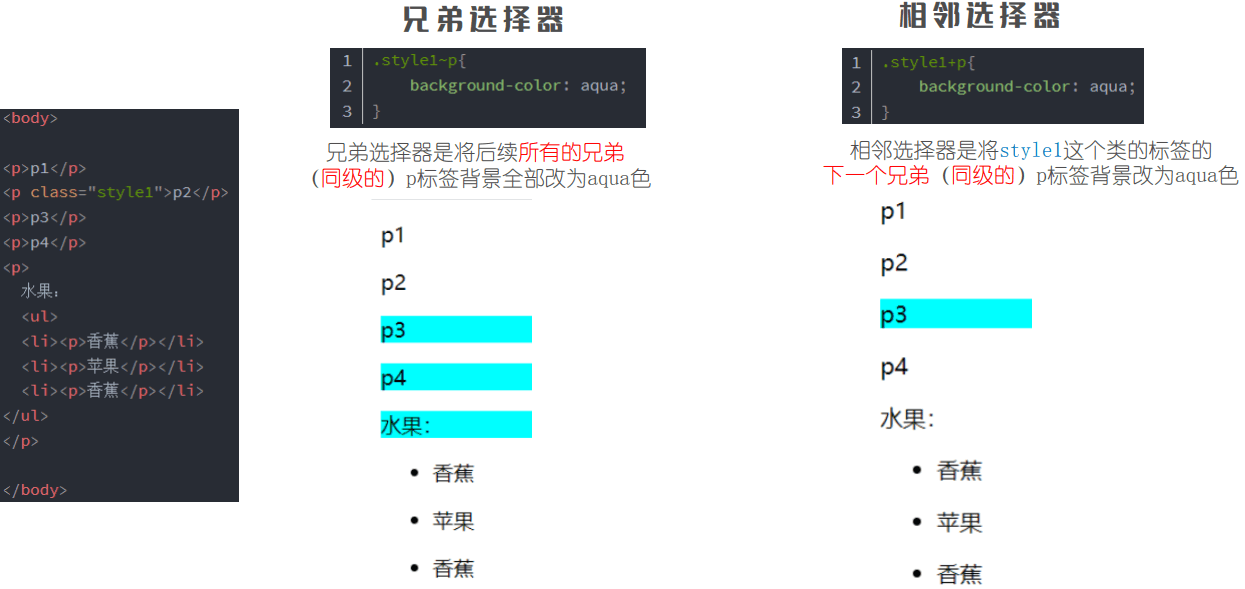 <body>
<p>p1</p>
<p class="style1">p2</p>
<p>p3</p>
<p>p4</p>
<p>
水果：
<ul>
<li><p>香蕉</p></li>
<li><p>苹果</p></li>
<li><p>香蕉</p></li>
</ul>
</p>
</body>
兄弟选择器
1 .style1~p{
2 background-color: aqua;
3 }
兄弟选择器是将后续所有的兄弟
（同级的）p标签背景全部改为aqua色
p1
p2
p3
p4
水果：
香蕉
苹果
香蕉
相邻选择器
1 .style1+p{
2 background-color: aqua;
3 }
相邻选择器是将style1这个类的标签的
下一个兄弟（同级的）p标签背景改为aqua色
p1
p2
p3
p4
水果：
香蕉
苹果
香蕉